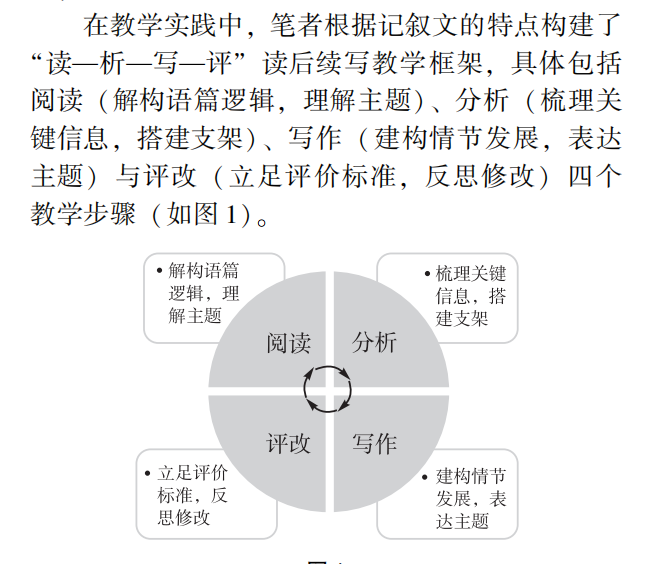 在教学实践中，笔者根据记叙文的特点构建了
“读—析—写—评”读后续写教学框架，具体包括
阅读（解构语篇逻辑，理解主题）、分析（梳理关
键信息，搭建支架）、写作（建构情节发展，表达
主题）与评改（立足评价标准，反思修改）四个
教学步骤（如图1）。
• 解构语篇
逻辑，理
解主题
• 梳理关键
信息，搭
建支架
阅读
分析
评改
写作
• 立足评价
标准，反
思修改
• 建构情节
发展，表
达主题